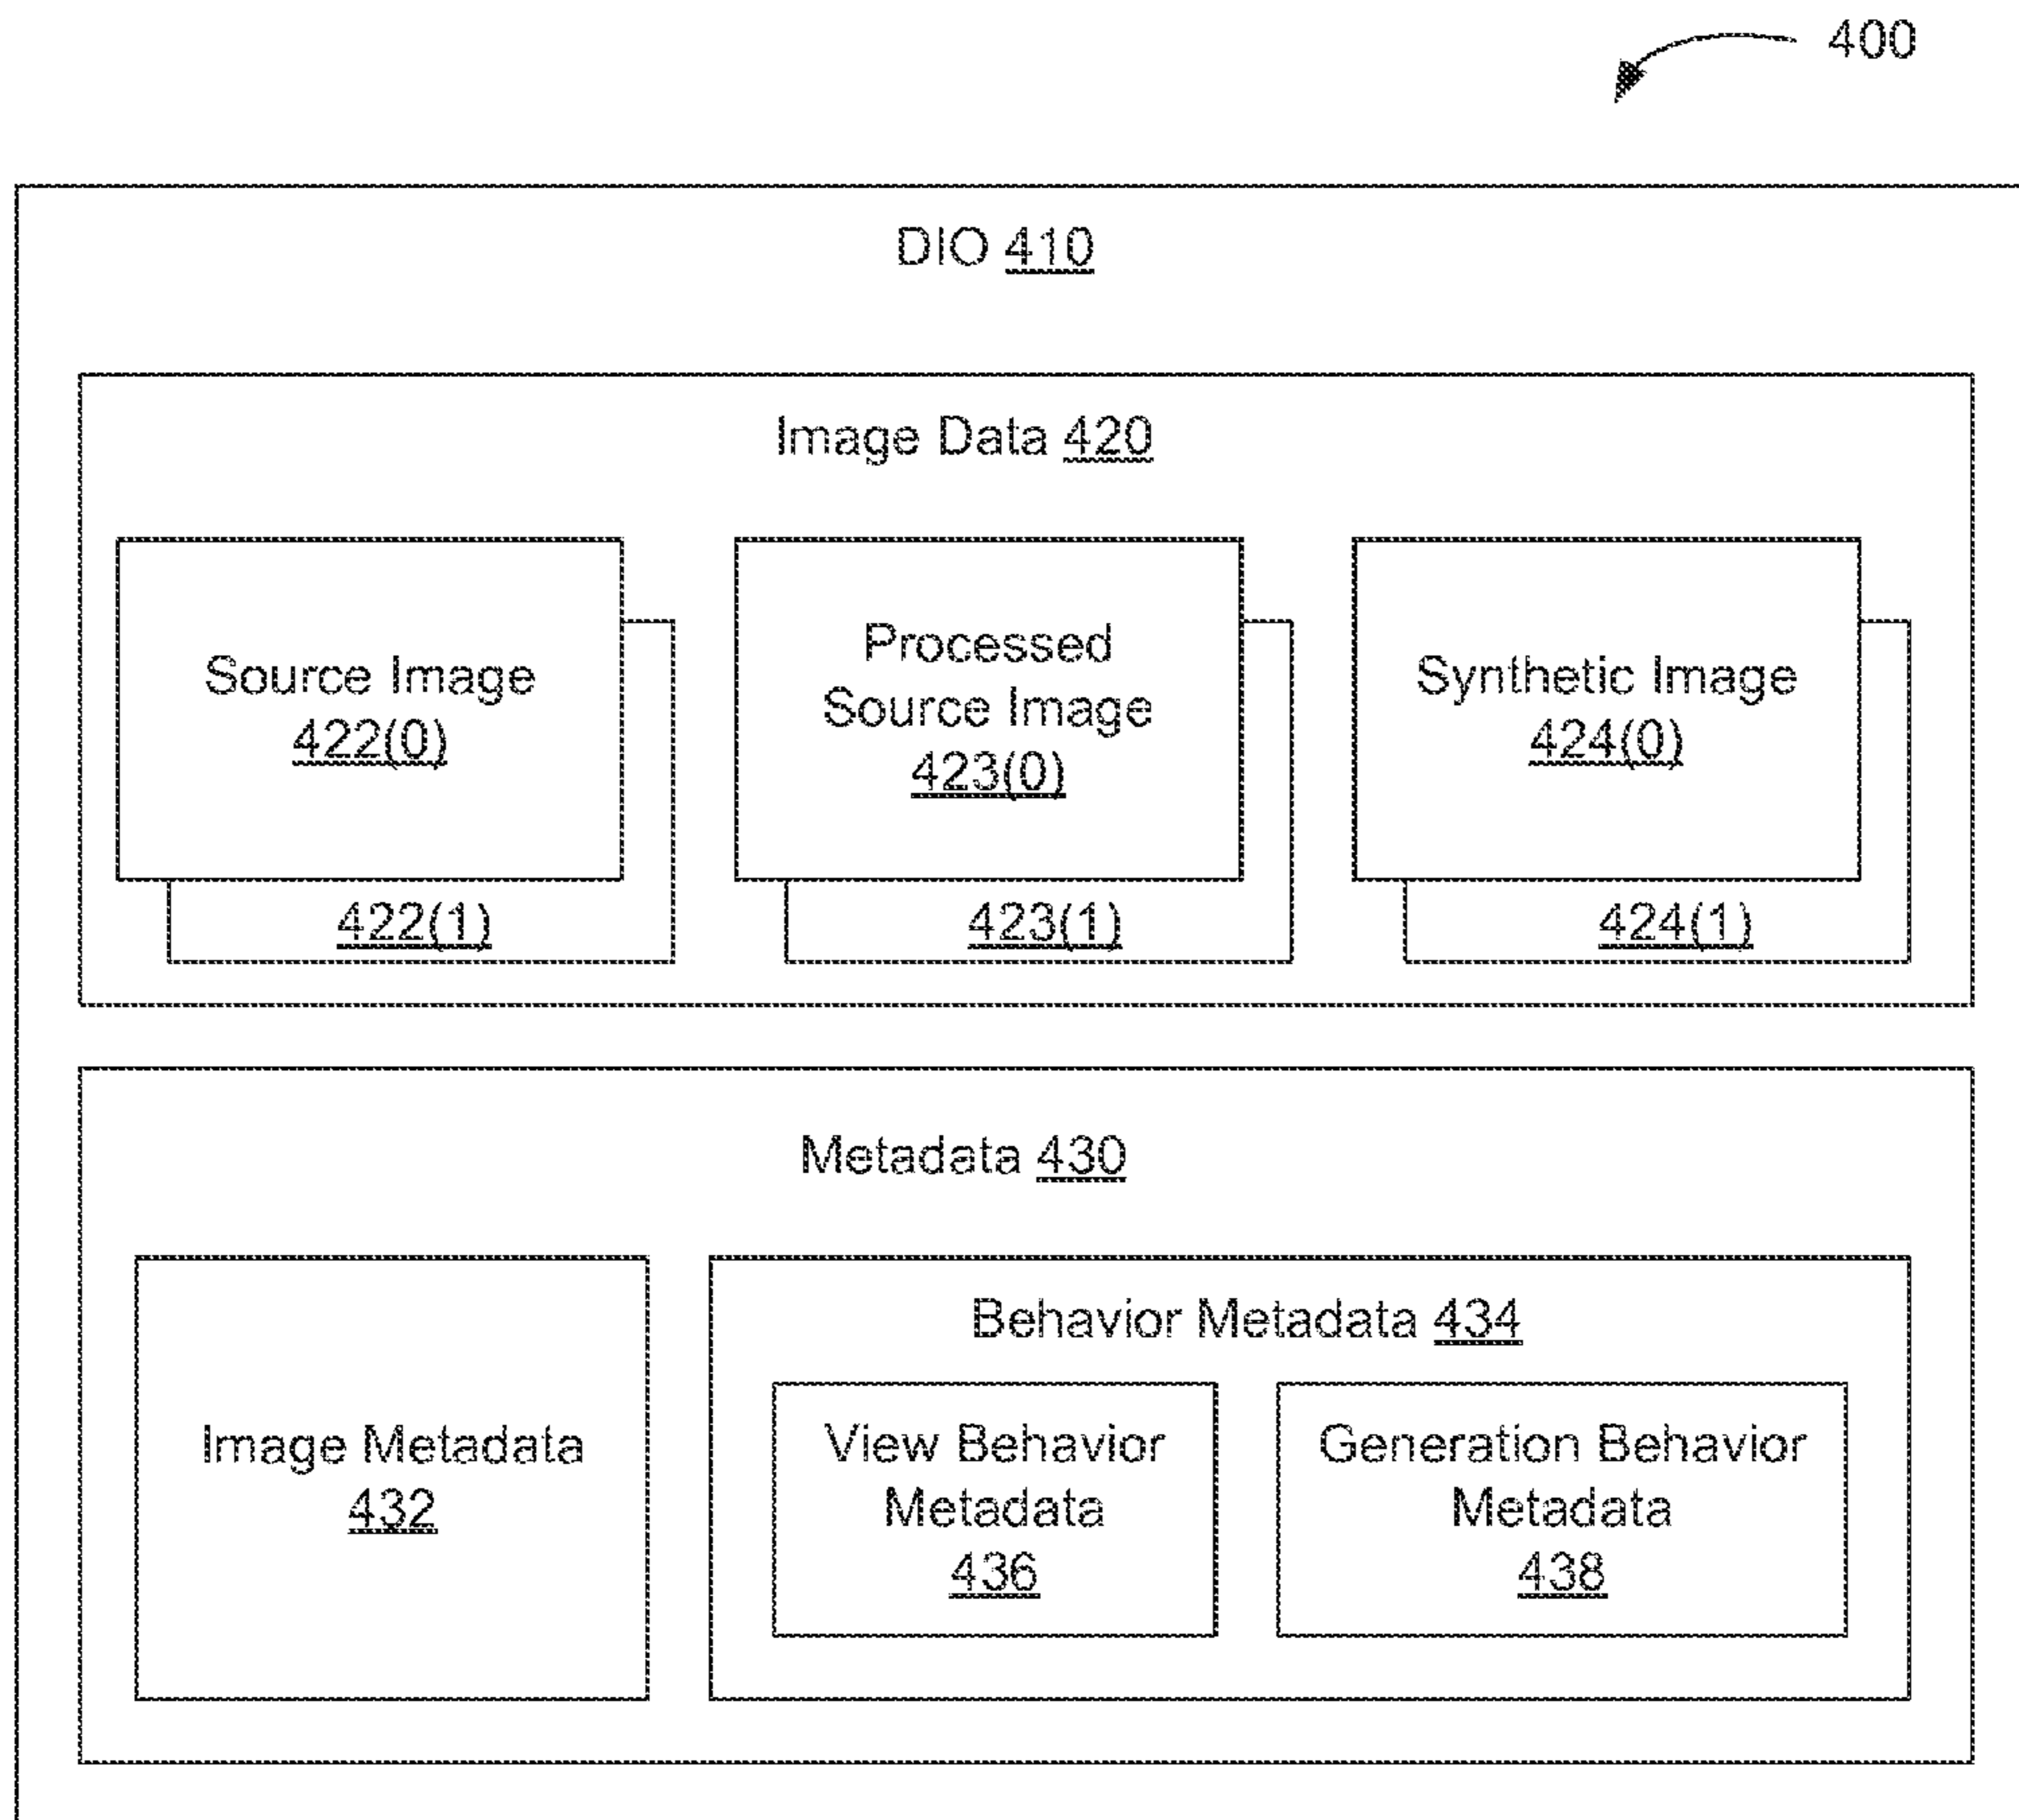 400
DIO 410
Image Data 420
Source Image
422(0)
422(1)
Processed
Source Image
423(0)
423(1)
Synthetic Image
424(0)
424(1)
Metadata 430
Image Metadata
432
Behavior Metadata 434
View Behavior
Metadata
436
Generation Behavior
Metadata
438